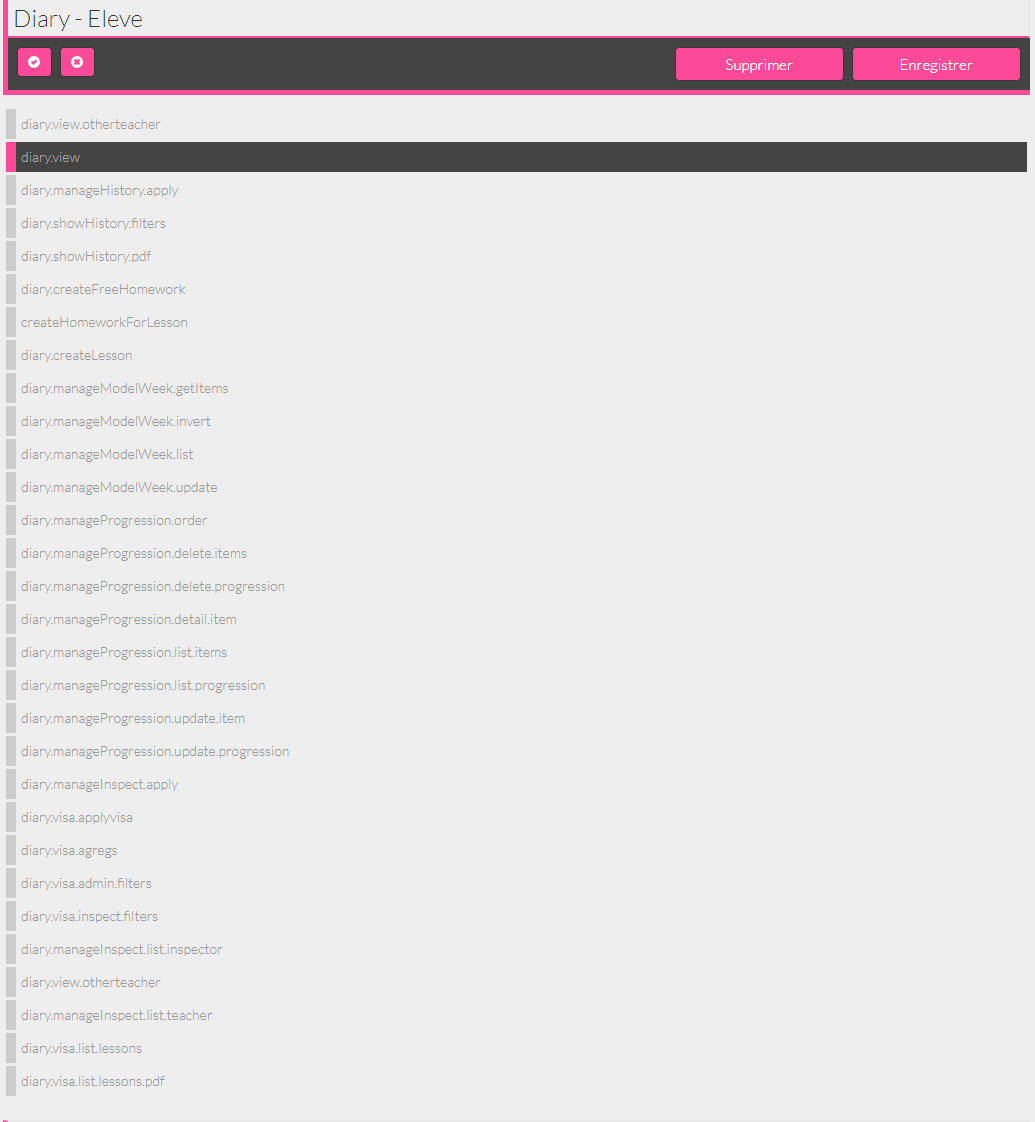 Diary - Eleve
Supprimer Enregistrer
diary.view.otherteacher
diary.view
diary.manageHistory.apply
diary.showHistory.filters
diary.showHistory.pdf
diary.createFreeHomework
createHomeworkForLesson
diary.createLesson
diary.manageModelWeek.getItems
diary.manageModelWeek.invert
diary.manageModelWeek.list
diary.manageModelWeek.update
diary.manageProgression.order
diary.manageProgression.delete.items
diary.manageProgression.delete.progression
diary.manageProgression.detail.item
diary.manageProgression.list.items
diary.manageProgression.list.progression
diary.manageProgression.update.item
diary.manageProgression.update.progression
diary.manageInspect.apply
diary.visa.applyvisa
diary.visa.agregs
diary.visa.admin.filters
diary.visa.inspect.filters
diary.manageInspect.list.inspector
diary.view.otherteacher
diary.manageInspect.list.teacher
diary.visa.list.lessons
diary.visa.list.lessons.pdf